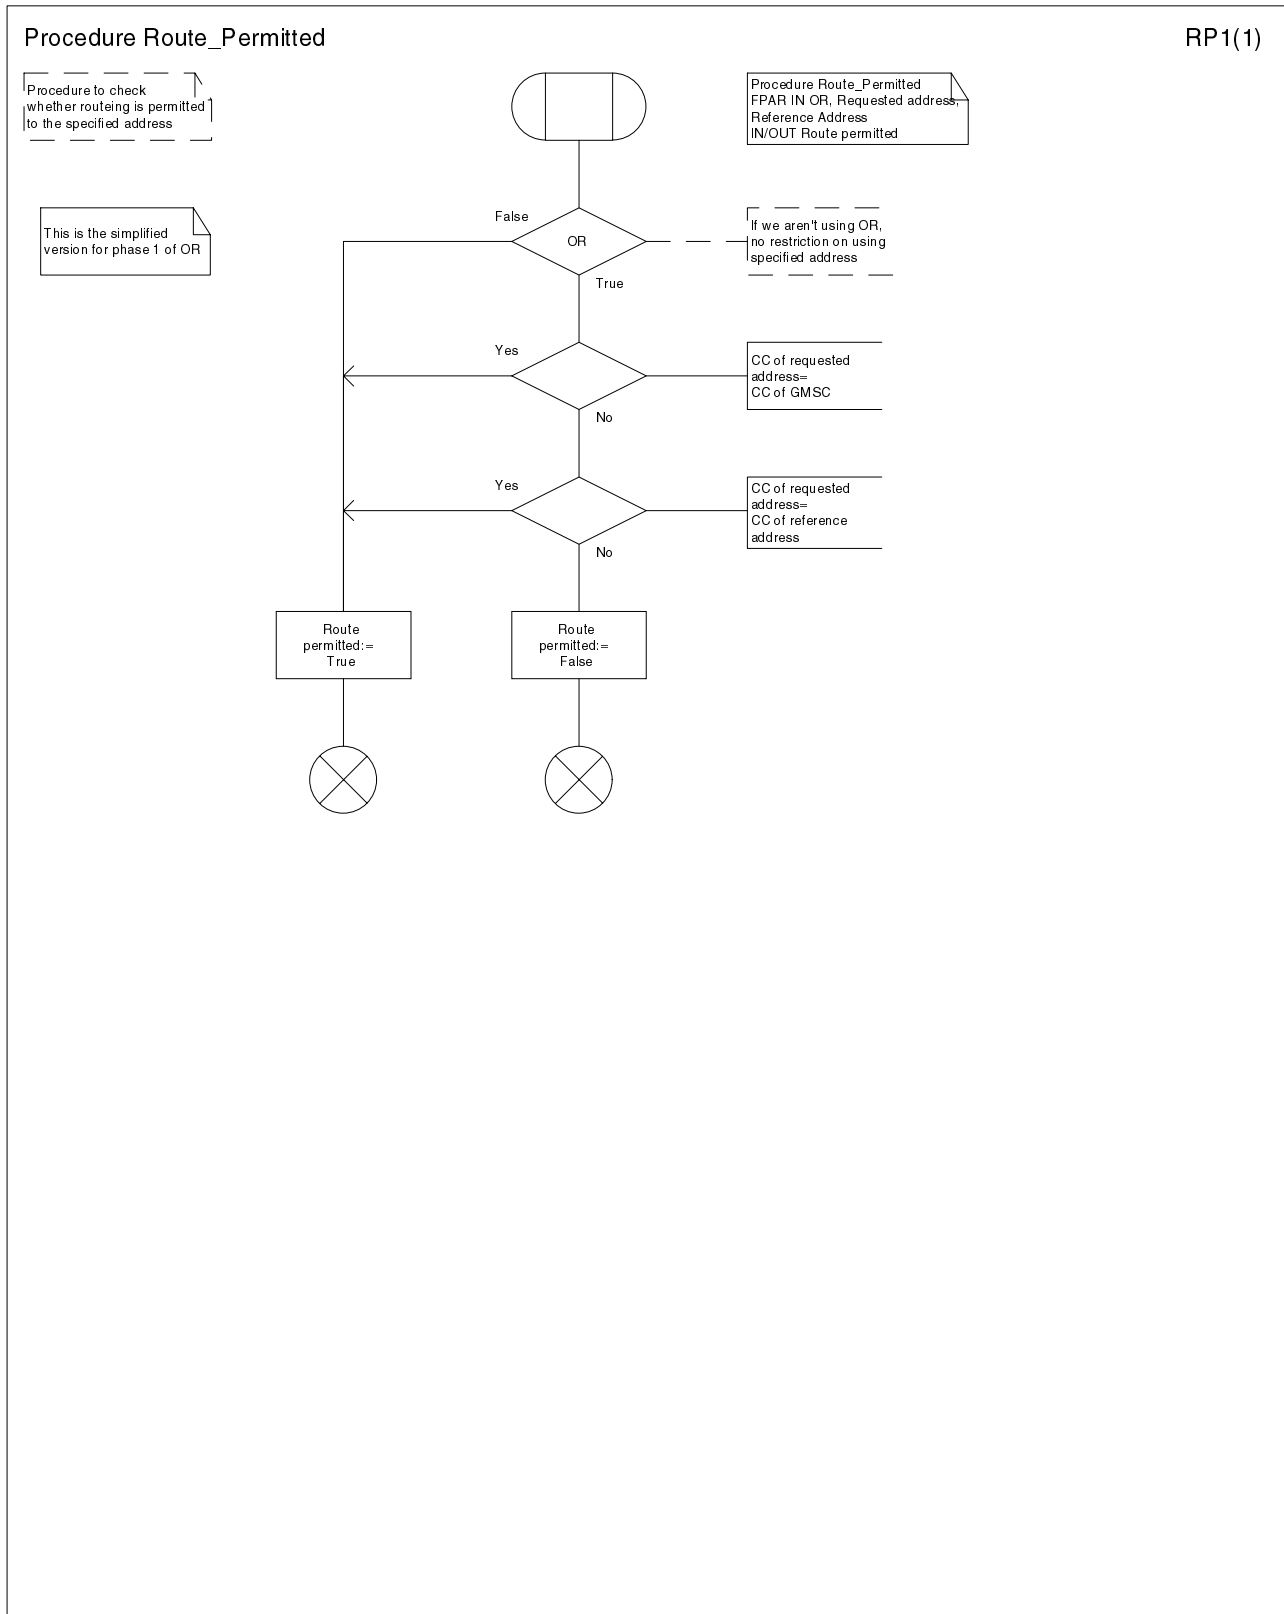 Procedure Route_Permitted
RP1(1)
Procedure to check
whether routeing is permitted
to the specified address
Procedure Route_Permitted
FPAR IN OR, Requested address,
Reference Address
IN/OUT Route permitted
This is the simplified
version for phase 1 of OR
False
OR
True
If we aren't using OR,
no restriction on using
specified address
Yes
No
CC of requested
address=
CC of GMSC
Yes
No
CC of requested
address=
CC of reference
address
Route
permitted:=
True
Route
permitted:=
False